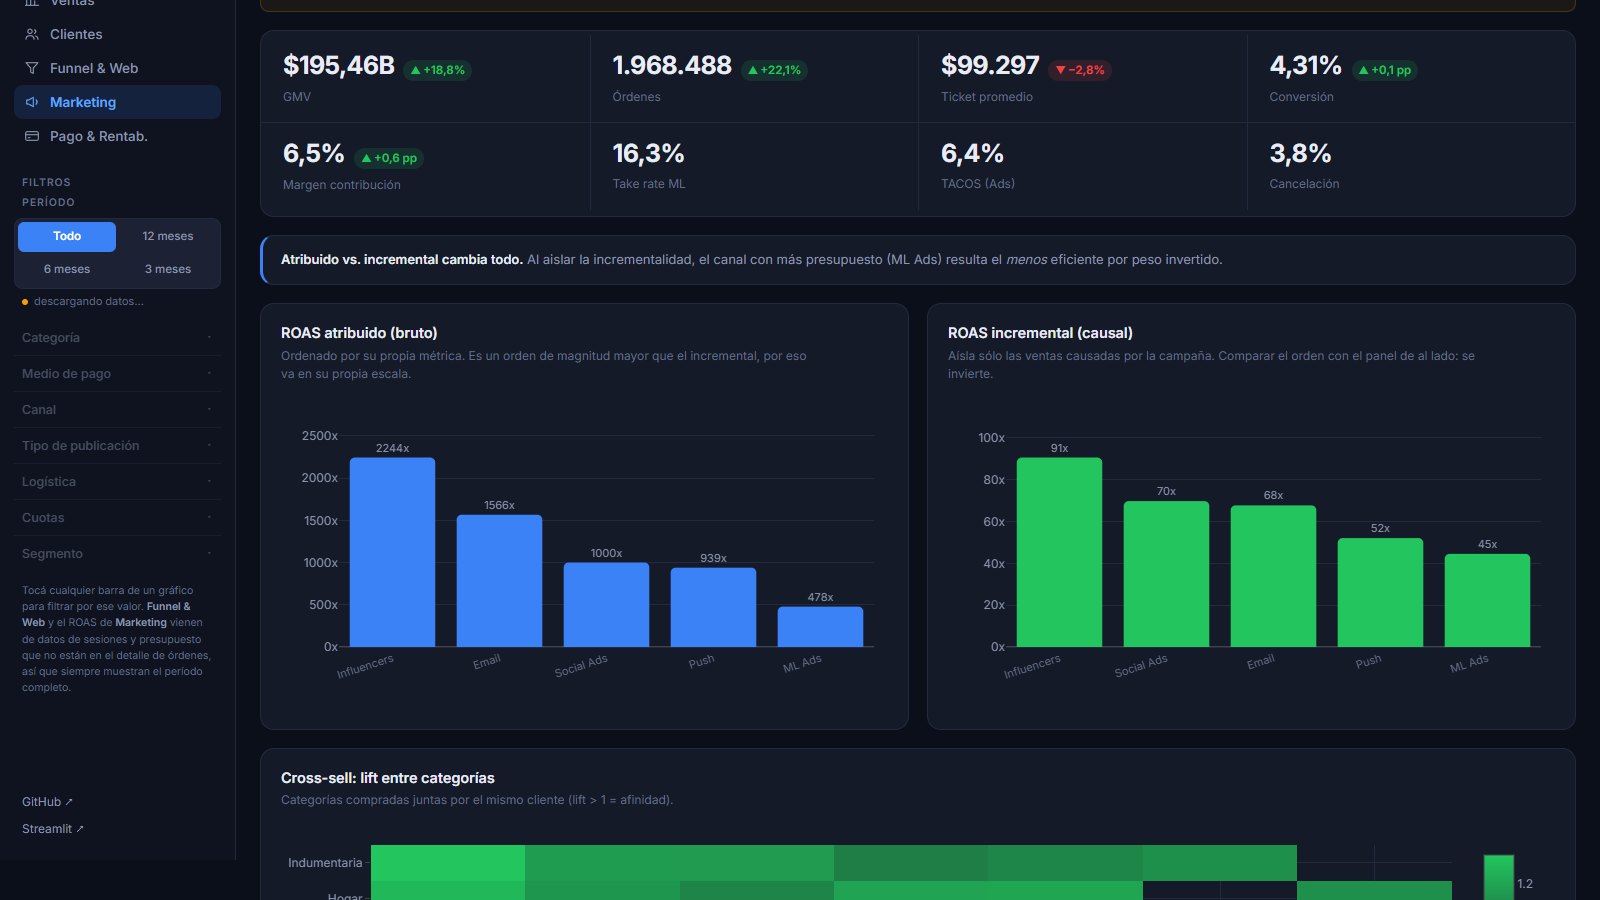 Ventas
Clientes
Funnel & Web
Marketing
Pago & Rentab.
FILTROS
PERÍODO
Todo
12 meses
6 meses
3 meses
descargando datos...
Categoría
Medio de pago
Canal
Tipo de publicación
Logística
Cuotas
Segmento
Tocá cualquier barra de un gráfico
para filtrar por ese valor. Funnel &
Web y el ROAS de Marketing vienen
de datos de sesiones y presupuesto
que no están en el detalle de órdenes,
así que siempre muestran el período
completo.
GitHub ↗
Streamlit ↗
$195,46B ▲ +18,8%
GMV
1.968.488 ▲ +22,1%
Órdenes
$99.297 ▼ −2,8%
Ticket promedio
4,31% ▲ +0,1 pp
Conversión
6,5% ▲ +0,6 pp
Margen contribución
16,3%
Take rate ML
6,4%
TACOS (Ads)
3,8%
Cancelación
Atribuido vs. incremental cambia todo. Al aislar la incrementalidad, el canal con más presupuesto (ML Ads) resulta el menos eficiente por peso invertido.
ROAS atribuido (bruto)
Ordenado por su propia métrica. Es un orden de magnitud mayor que el incremental, por eso
va en su propia escala.
2500x
2000x
1500x
1000x
500x
0x
2244x
1566x
1000x
939x
478x
Influencers
Email
Social Ads
Push
ML Ads
ROAS incremental (causal)
Aísla sólo las ventas causadas por la campaña. Comparar el orden con el panel de al lado: se
invierte.
100x
80x
60x
40x
20x
0x
91x
70x
68x
52x
45x
Influencers
Social Ads
Email
Push
ML Ads
Cross-sell: lift entre categorías
Categorías compradas juntas por el mismo cliente (lift > 1 = afinidad).
Indumentaria
Hogar
1.2